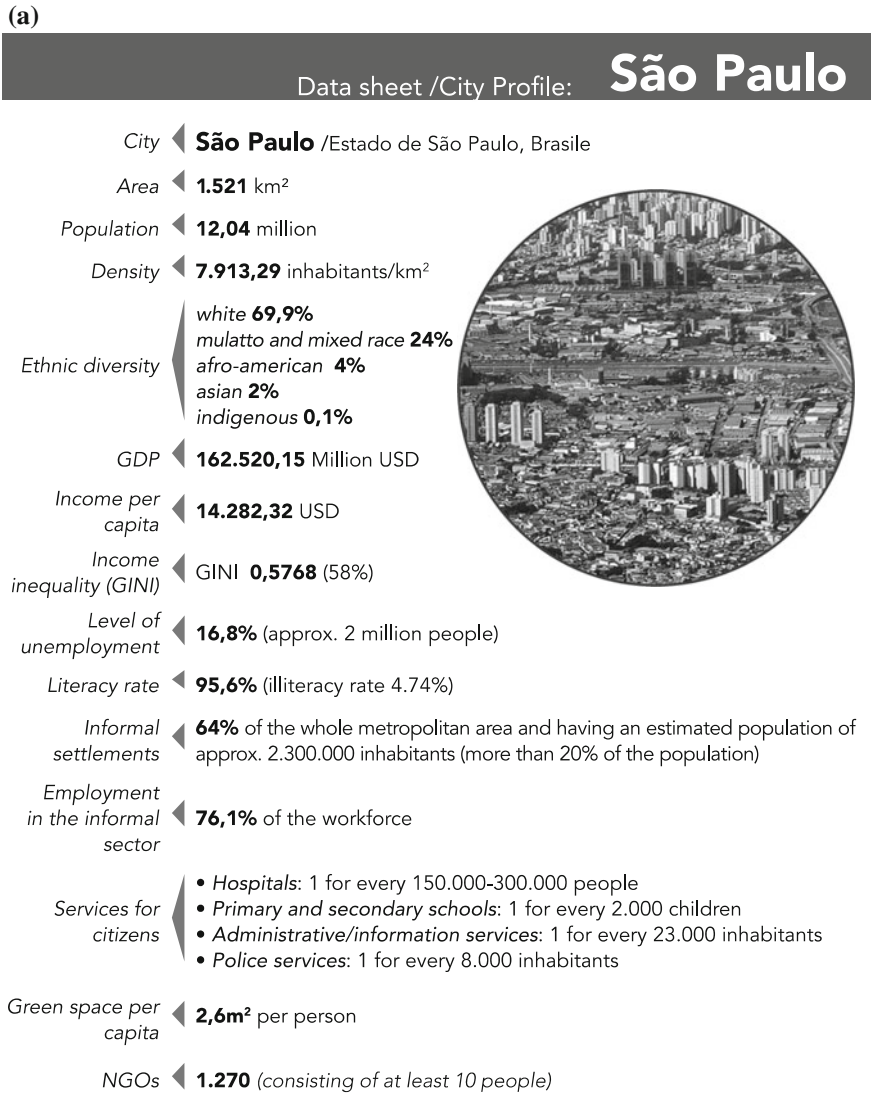 (a)
Data sheet /City Profile: São Paulo
City São Paulo /Estado de São Paulo, Brasile
Area 1.521 km²
Population 12,04 million
Density 7.913,29 inhabitants/km²
Ethnic diversity
white 69,9%
mulatto and mixed race 24%
afro-american 4%
asian 2%
indigenous 0,1%
GDP 162.520,15 Million USD
Income per
capita
14.282,32 USD
Income
inequality (GINI)
GINI 0,5768 (58%)
Level of
unemployment
16,8% (approx. 2 million people)
Literacy rate 95,6% (illiteracy rate 4.74%)
Informal
settlements
64% of the whole metropolitan area and having an estimated population of
approx. 2.300.000 inhabitants (more than 20% of the population)
Employment
in the informal
sector
76,1% of the workforce
Services for
citizens
• Hospitals: 1 for every 150.000-300.000 people
• Primary and secondary schools: 1 for every 2.000 children
• Administrative/information services: 1 for every 23.000 inhabitants
• Police services: 1 for every 8.000 inhabitants
Green space per
capita
2,6m² per person
NGOs 1.270 (consisting of at least 10 people)